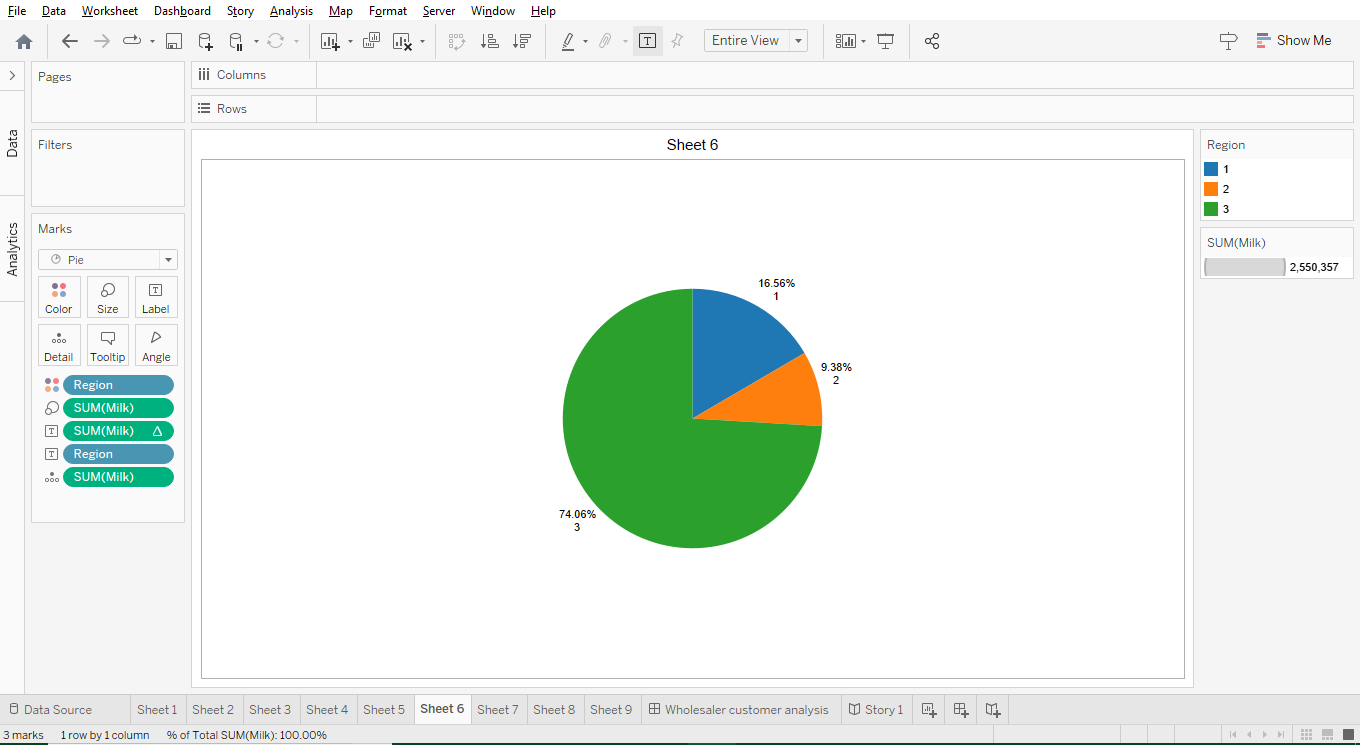 File Data Worksheet Dashboard Story Analysis Map Format Server Window Help
Entire View
Show Me
Data
Analytics
Pages
Filters
Marks
Pie
Color Size Label
Detail Tooltip Angle
Region
SUM(Milk)
T SUM(Milk) Δ
T Region
SUM(Milk)
Columns
Rows
Sheet 6
16.56%
1
9.38%
2
74.06%
3
Region
1
2
3
SUM(Milk)
2,550,357
Data Source Sheet 1 Sheet 2 Sheet 3 Sheet 4 Sheet 5 Sheet 6 Sheet 7 Sheet 8 Sheet 9 Wholesaler customer analysis Story 1
3 marks 1 row by 1 column % of Total SUM(Milk): 100.00%